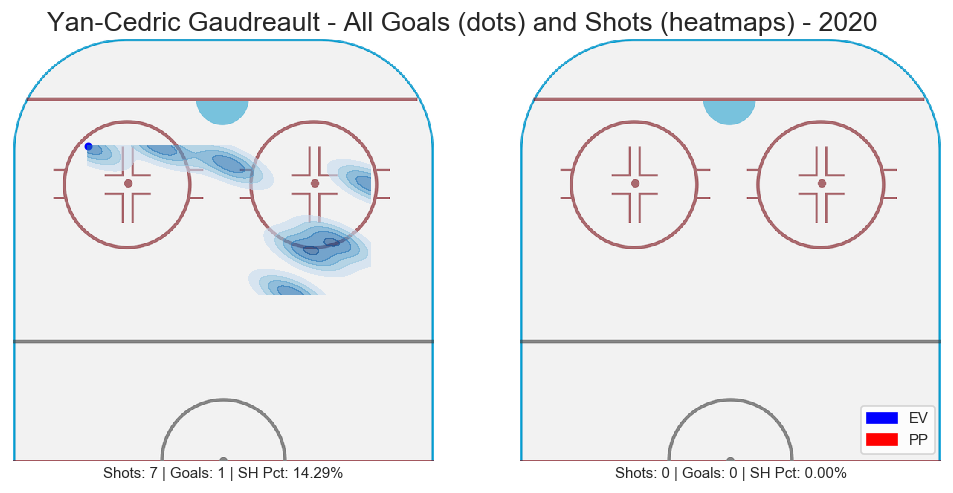 Yan-Cedric Gaudreault - All Goals (dots) and Shots (heatmaps) - 2020
EV
PP
Shots: 7 | Goals: 1 | SH Pct: 14.29%
Shots: 0 | Goals: 0 | SH Pct: 0.00%